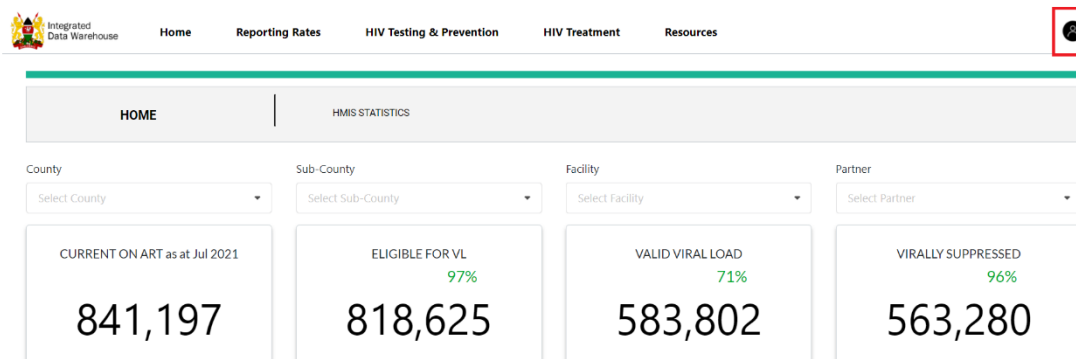 Integrated
Data Warehouse
Home Reporting Rates HIV Testing & Prevention HIV Treatment Resources
HOME HMIS STATISTICS
County Sub-County Facility Partner
Select County Select Sub-County Select Facility Select Partner
CURRENT ON ART as at Jul 2021 ELIGIBLE FOR VL VALID VIRAL LOAD VIRALLY SUPPRESSED
97% 71% 96%
841,197 818,625 583,802 563,280